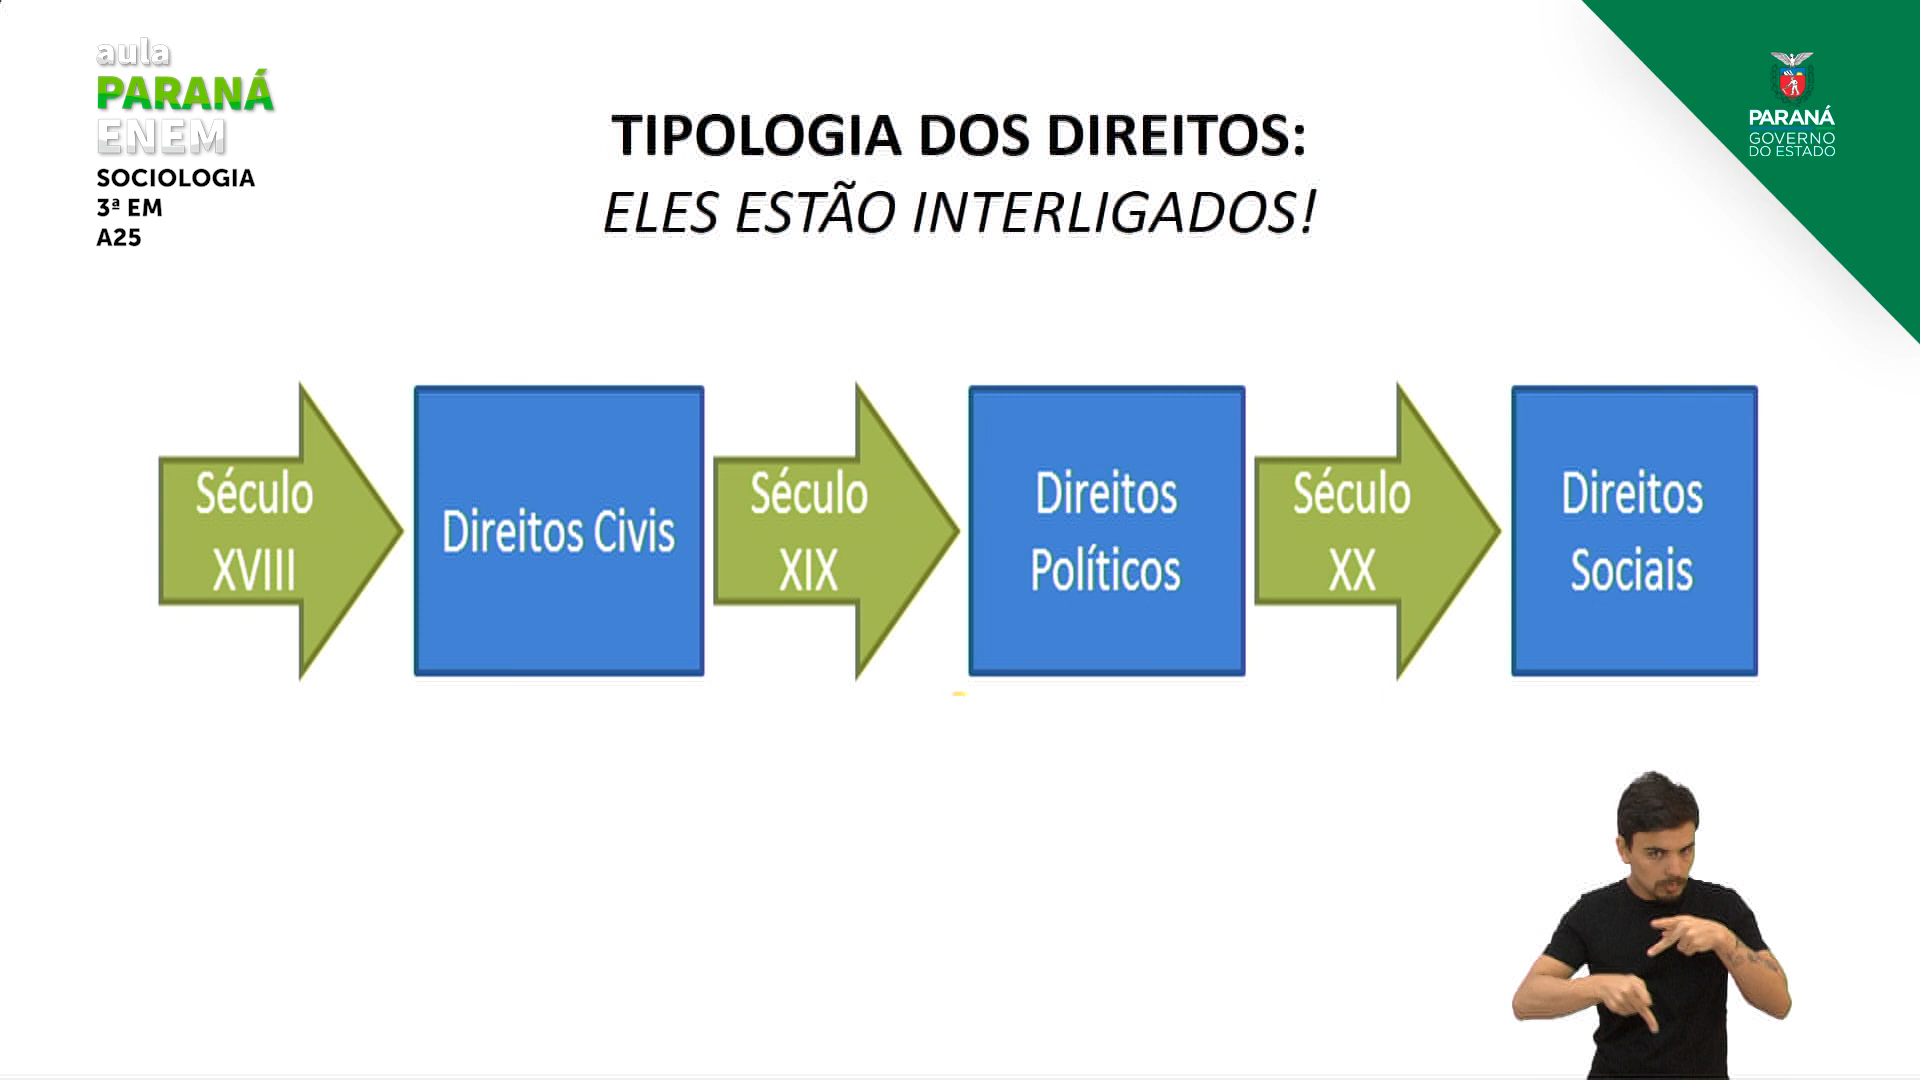 aula
PARANÁ
ENEM
SOCIOLOGIA
3ª EM
A25
TIPOLOGIA DOS DIREITOS:
ELES ESTÃO INTERLIGADOS!
PARANÁ
GOVERNO
DO ESTADO
Século
XVIII
Direitos Civis
Século
XIX
Direitos
Políticos
Século
XX
Direitos
Sociais